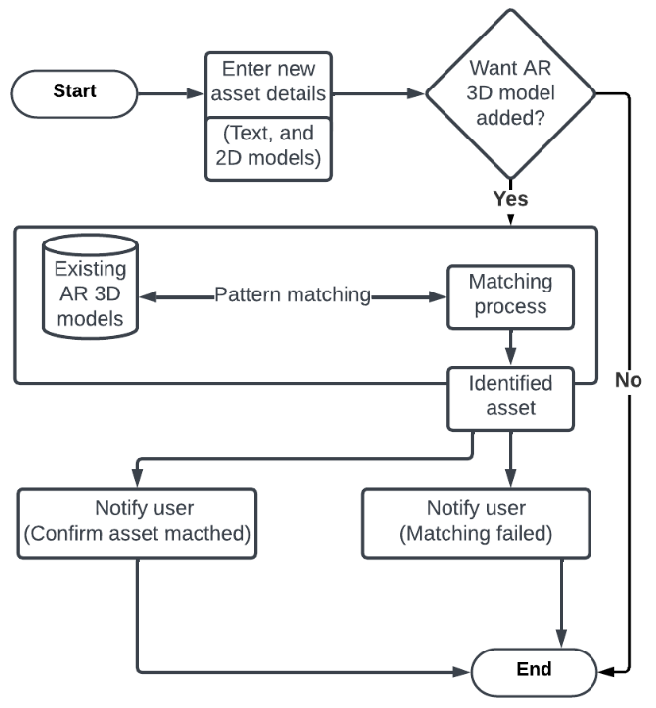 Start
Enter new
asset details
(Text, and
2D models)
Want AR
3D model
added?
Yes
Existing
AR 3D
models
Pattern matching
Matching
process
No
Identified
asset
Notify user
(Confirm asset macthed)
Notify user
(Matching failed)
End